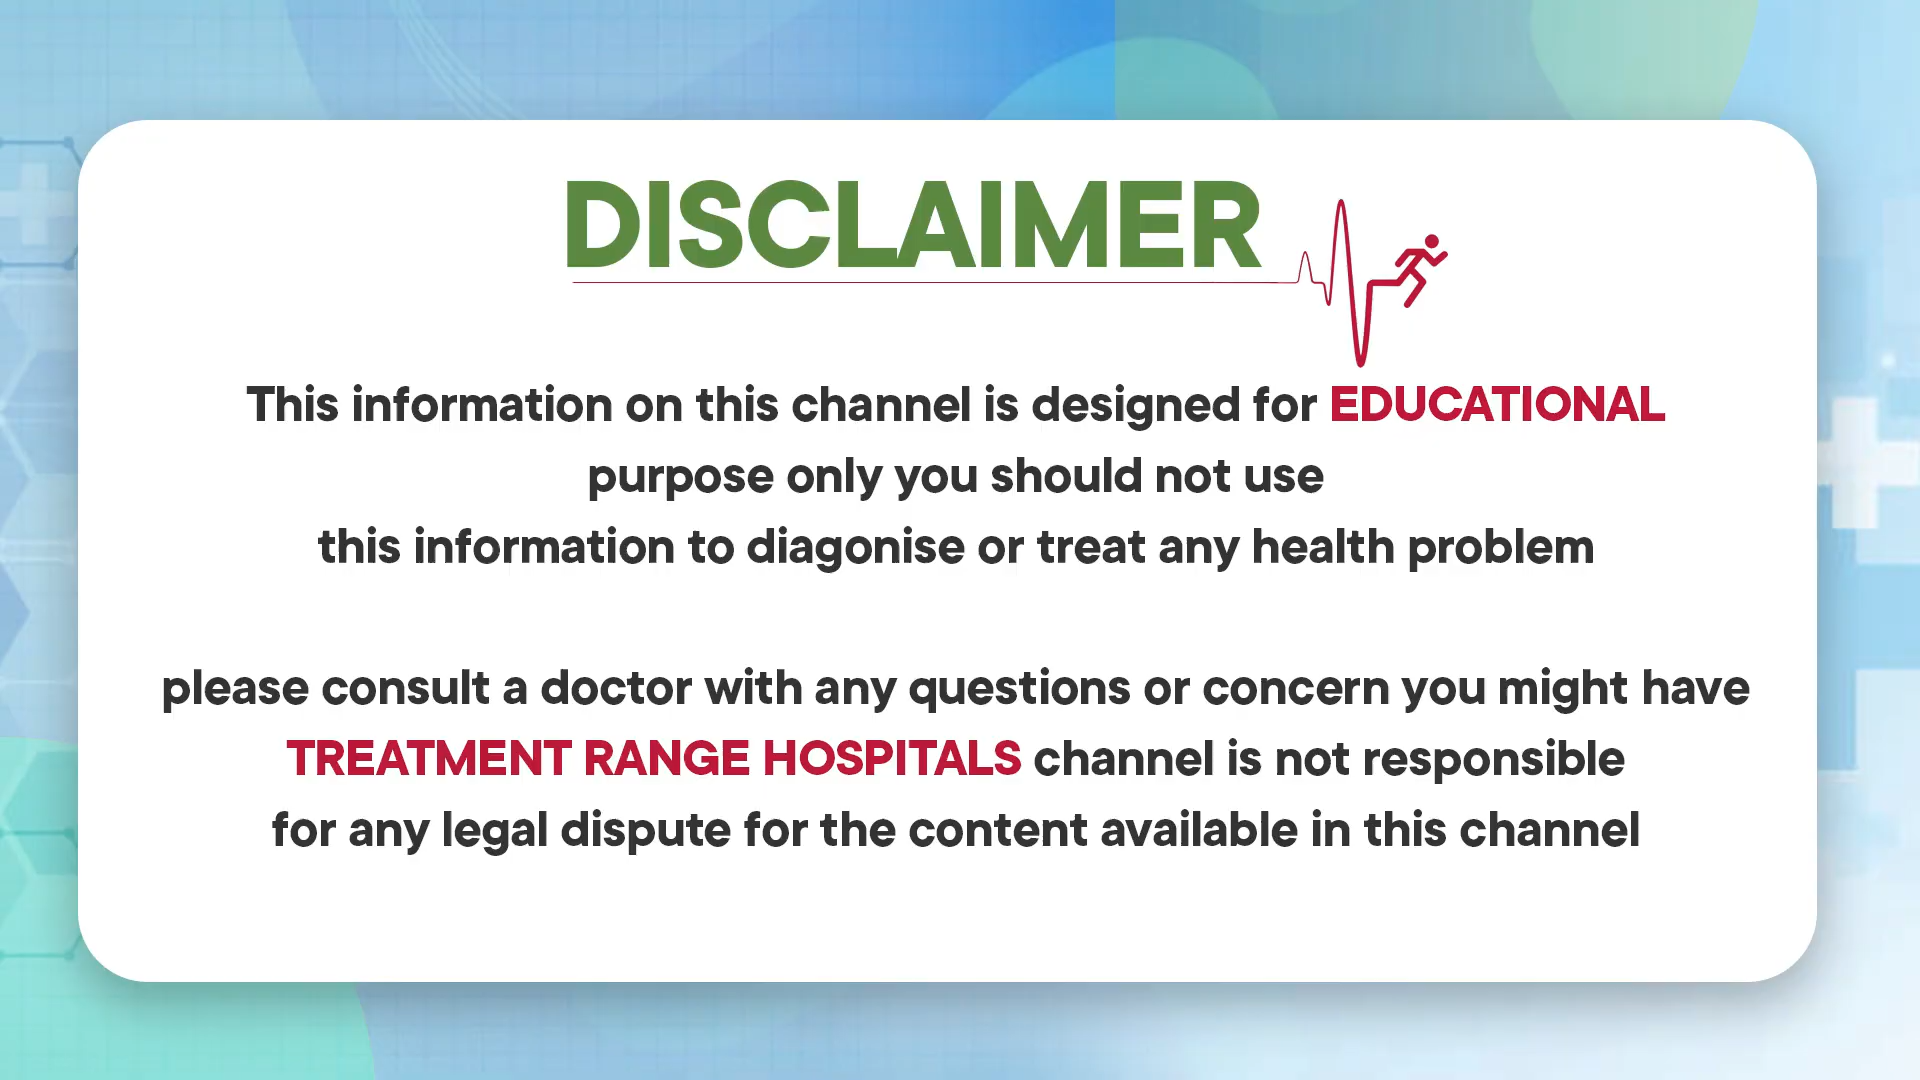 DISCLAIMER
This information on this channel is designed for EDUCATIONAL
purpose only you should not use
this information to diagonise or treat any health problem
please consult a doctor with any questions or concern you might have
TREATMENT RANGE HOSPITALS channel is not responsible
for any legal dispute for the content available in this channel